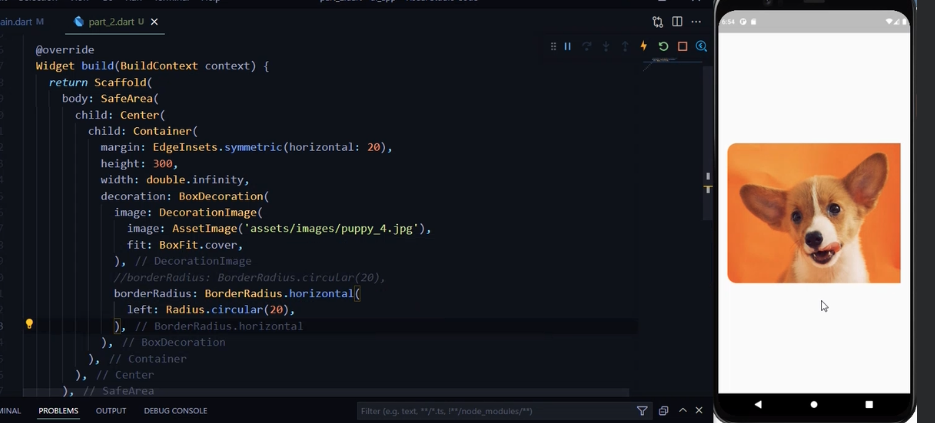 ain.dart M
part_2.dart U
@override
Widget build(BuildContext context) {
return Scaffold(
body: SafeArea(
child: Center(
child: Container(
margin: EdgeInsets.symmetric(horizontal: 20),
height: 300,
width: double.infinity,
decoration: BoxDecoration(
image: DecorationImage(
image: AssetImage('assets/images/puppy_4.jpg'),
fit: BoxFit.cover,
), // DecorationImage
//borderRadius: BorderRadius.circular(20),
borderRadius: BorderRadius.horizontal(
left: Radius.circular(20),
), // BorderRadius.horizontal
), // BoxDecoration
), // Container
), // Center
), // SafeArea
MINAL PROBLEMS OUTPUT DEBUG CONSOLE
Filter (e.g. text, **/*.ts, !**/node_modules/**)